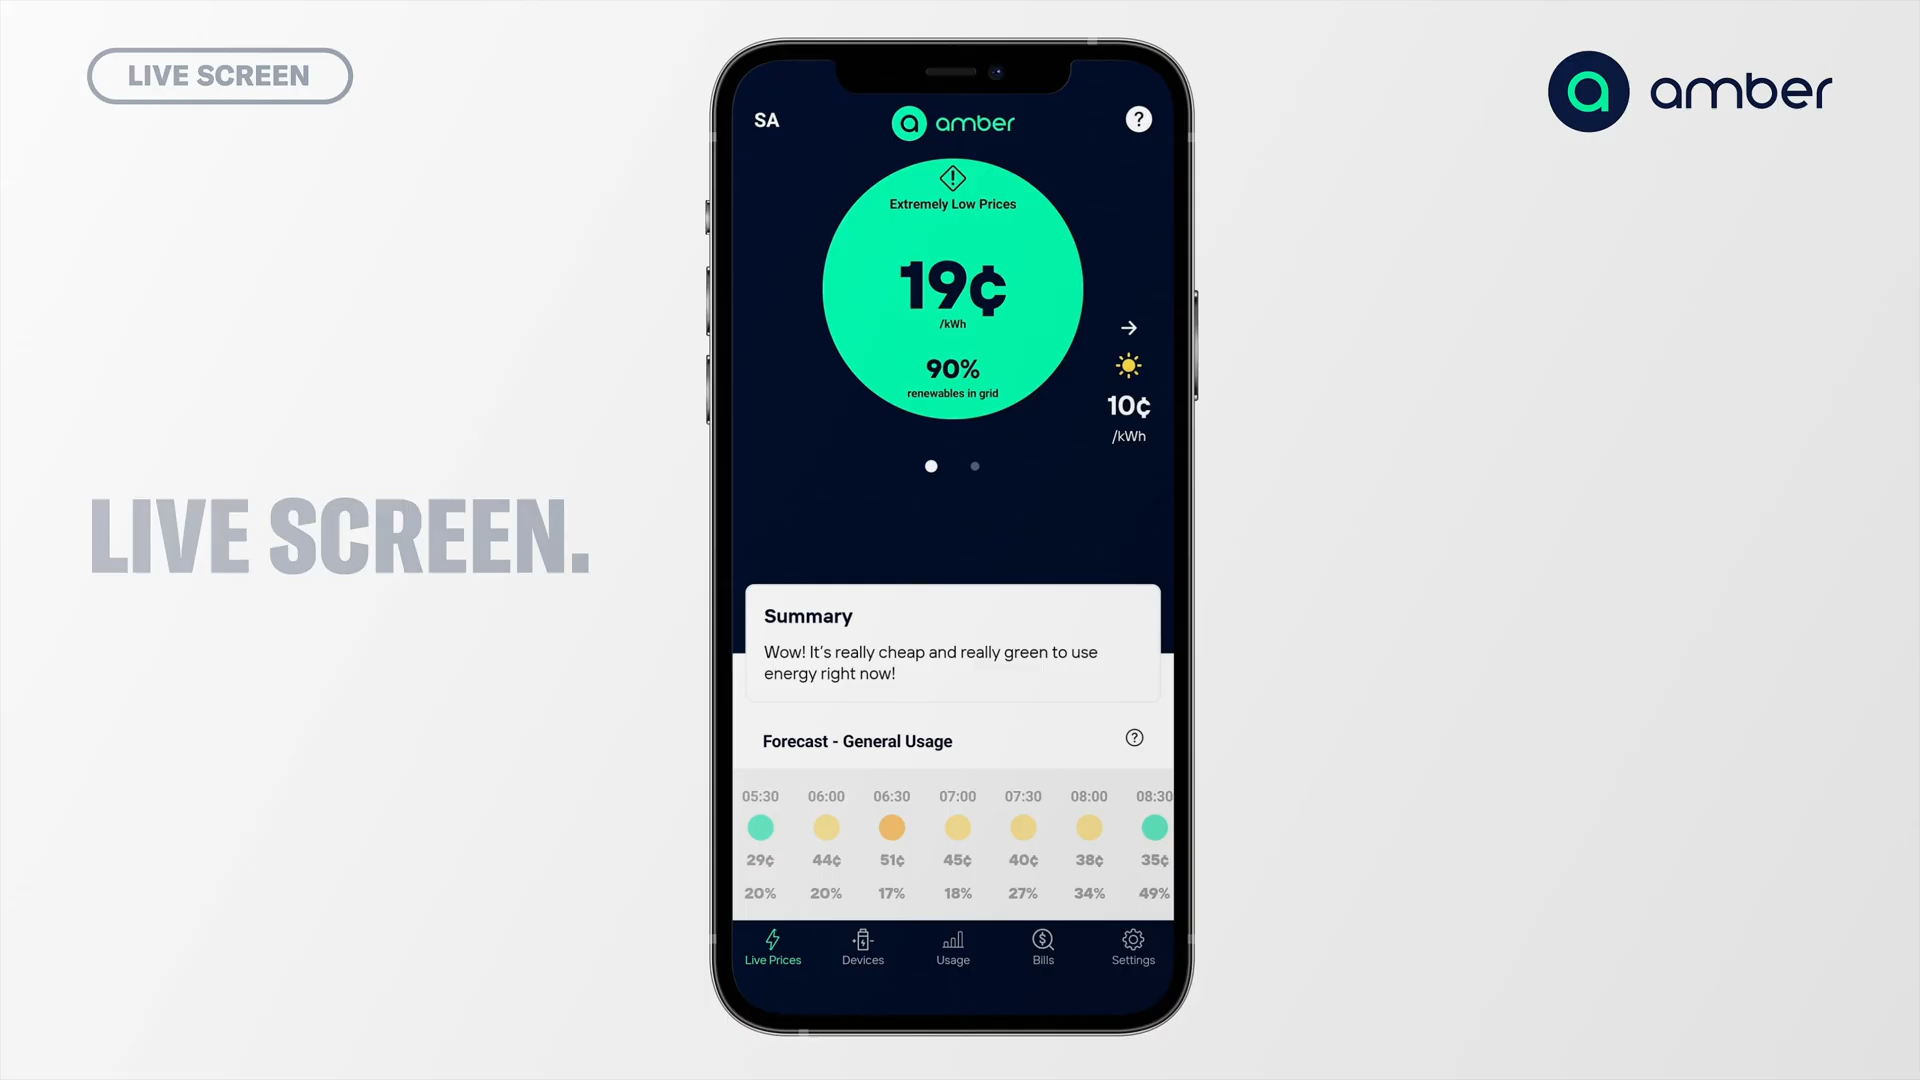 LIVE SCREEN
amber
SA
amber
?
Extremely Low Prices
19¢
/kWh
90%
renewables in grid
10¢
/kWh
LIVE SCREEN.
Summary
Wow! It's really cheap and really green to use
energy right now!
Forecast - General Usage
?
05:30 06:00 06:30 07:00 07:30 08:00 08:30
29¢ 44¢ 51¢ 45¢ 40¢ 38¢ 35¢
20% 20% 17% 18% 27% 34% 49%
Live Prices Devices Usage Bills Settings